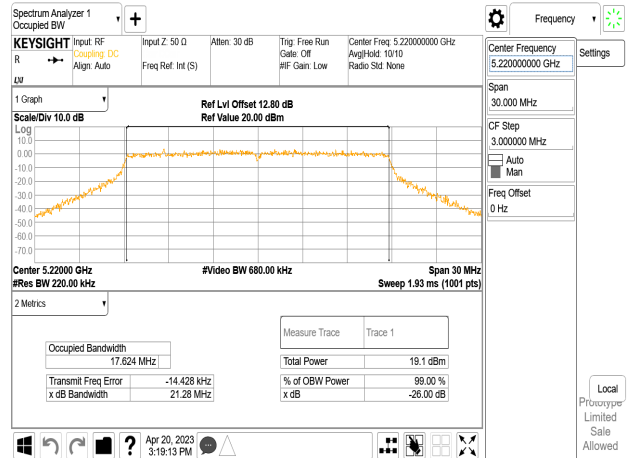 Spectrum Analyzer 1
Occupied BW
▼
+
Frequency
▼
KEYSIGHT Input: RF Input Z: 50 Ω Atten: 30 dB Trig: Free Run Center Freq: 5.220000000 GHz
Coupling: DC Gate: Off Avg|Hold: 10/10
R Align: Auto Freq Ref: Int (S) #IF Gain: Low Radio Std: None
Center Frequency
5.220000000 GHz
Settings
Span
30.000 MHz
CF Step
3.000000 MHz
Auto
Man
Freq Offset
0 Hz
1 Graph ▼
Ref Lvl Offset 12.80 dB
Scale/Div 10.0 dB Ref Value 20.00 dBm
Log
10.0
0.00
-10.0
-20.0
-30.0
-40.0
-50.0
-60.0
-70.0
Center 5.22000 GHz #Video BW 680.00 kHz Span 30 MHz
#Res BW 220.00 kHz Sweep 1.93 ms (1001 pts)
2 Metrics ▼
Measure Trace Trace 1
Occupied Bandwidth
17.624 MHz
Total Power 19.1 dBm
Transmit Freq Error -14.428 kHz % of OBW Power 99.00 %
x dB Bandwidth 21.28 MHz x dB -26.00 dB
Local
Prototype
Limited
Sale
Allowed
?
Apr 20, 2023
3:19:13 PM